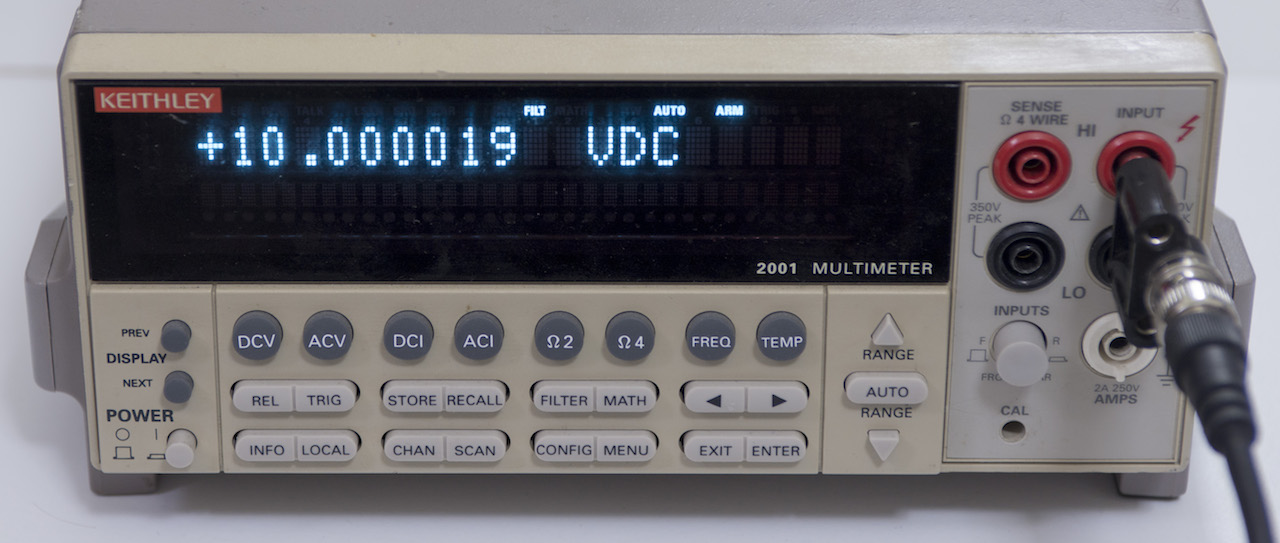 KEITHLEY
FILT AUTO ARM
+10.000019 VDC
2001 MULTIMETER
SENSE
Ω 4 WIRE
INPUT
HI
350V
PEAK
LO
INPUTS
F R
CAL
2A 250V
AMPS
PREV
DISPLAY
NEXT
POWER
DCV ACV DCI ACI Ω2 Ω4 FREQ TEMP
REL TRIG STORE RECALL FILTER MATH
INFO LOCAL CHAN SCAN CONFIG MENU EXIT ENTER
RANGE
AUTO
RANGE